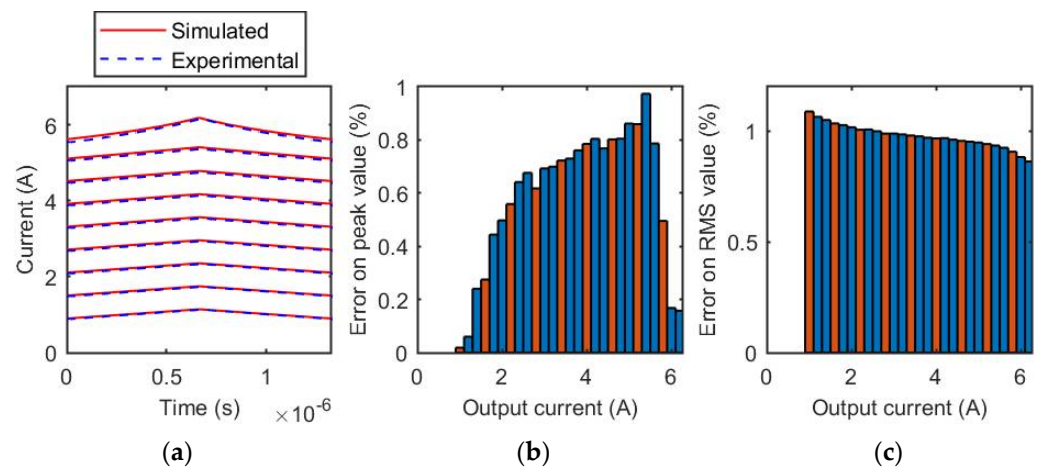 Simulated
Experimental
Current (A)
6
4
2
0
0
0.5
1
Time (s)
×10⁻⁶
(a)
Error on peak value (%)
1
0.8
0.6
0.4
0.2
0
0
2
4
6
Output current (A)
(b)
Error on RMS value (%)
1
0.5
0
0
2
4
6
Output current (A)
(c)